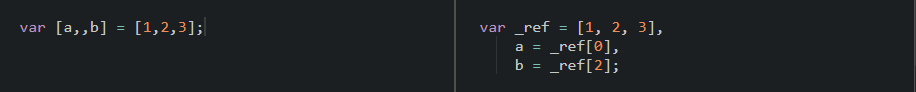 var [a,,b] = [1,2,3];
var _ref = [1, 2, 3],
    a = _ref[0],
    b = _ref[2];